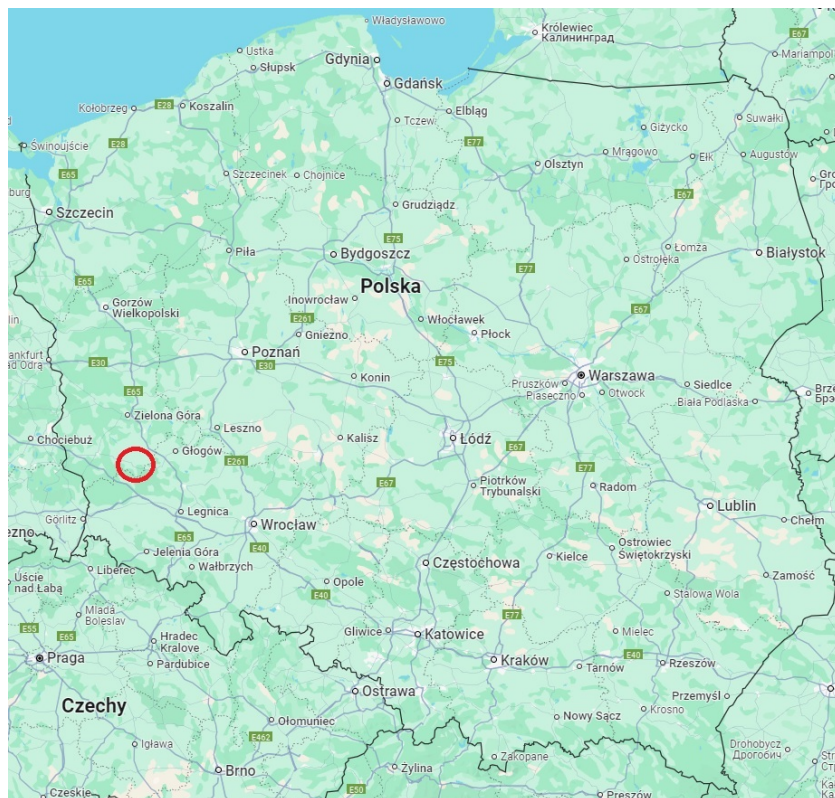 Władysławowo
Królewiec
Калининград
E67
Mariampol
Ustka
Słupsk
Gdynia
Gdańsk
Kołobrzeg
E28
Koszalin
Tczew
Elbląg
E77
Giżycko
Suwałki
Świnoujście
E28
E65
Szczecinek
Chojnice
Olsztyn
Mrągowo
Ełk
Augustów
E67
Szczecin
Grudziądz
Piła
Bydgoszcz
E75
E77
Ostrołęka
Łomża
Białystok
E65
Gorzów
Wielkopolski
Inowrocław
Polska
E261
Gniezno
Włocławek
Płock
E67
E30
Poznań
E30
E75
Konin
E65
Pruszków
Piaseczno
Warszawa
Otwock
Siedlce
Biała Podlaska
Zielona Góra
Leszno
Chociebuż
Głogów
E261
Kalisz
Łódź
E67
E67
E77
Piotrków
Trybunalski
Radom
Lublin
Chełm
Görlitz
Legnica
E65
Wrocław
E40
Jelenia Góra
Wałbrzych
Częstochowa
Kielce
Ostrowiec
Świętokrzyski
Zamość
Liberec
Uście
nad Łabą
Opole
E40
Stalowa Wola
Mladá
Boleslav
E55
E65
Hradec
Kralove
Gliwice
Katowice
E77
Mielec
Praga
Pardubice
Kraków
E40
Tarnów
Rzeszów
Czechy
Ostrawa
Przemyśl
Krosno
Nowy Sącz
Ołomuniec
E462
Igława
Brno
Żylina
Zakopane
Drohobycz
Дрогобич
Czeskie
E50
Preszów